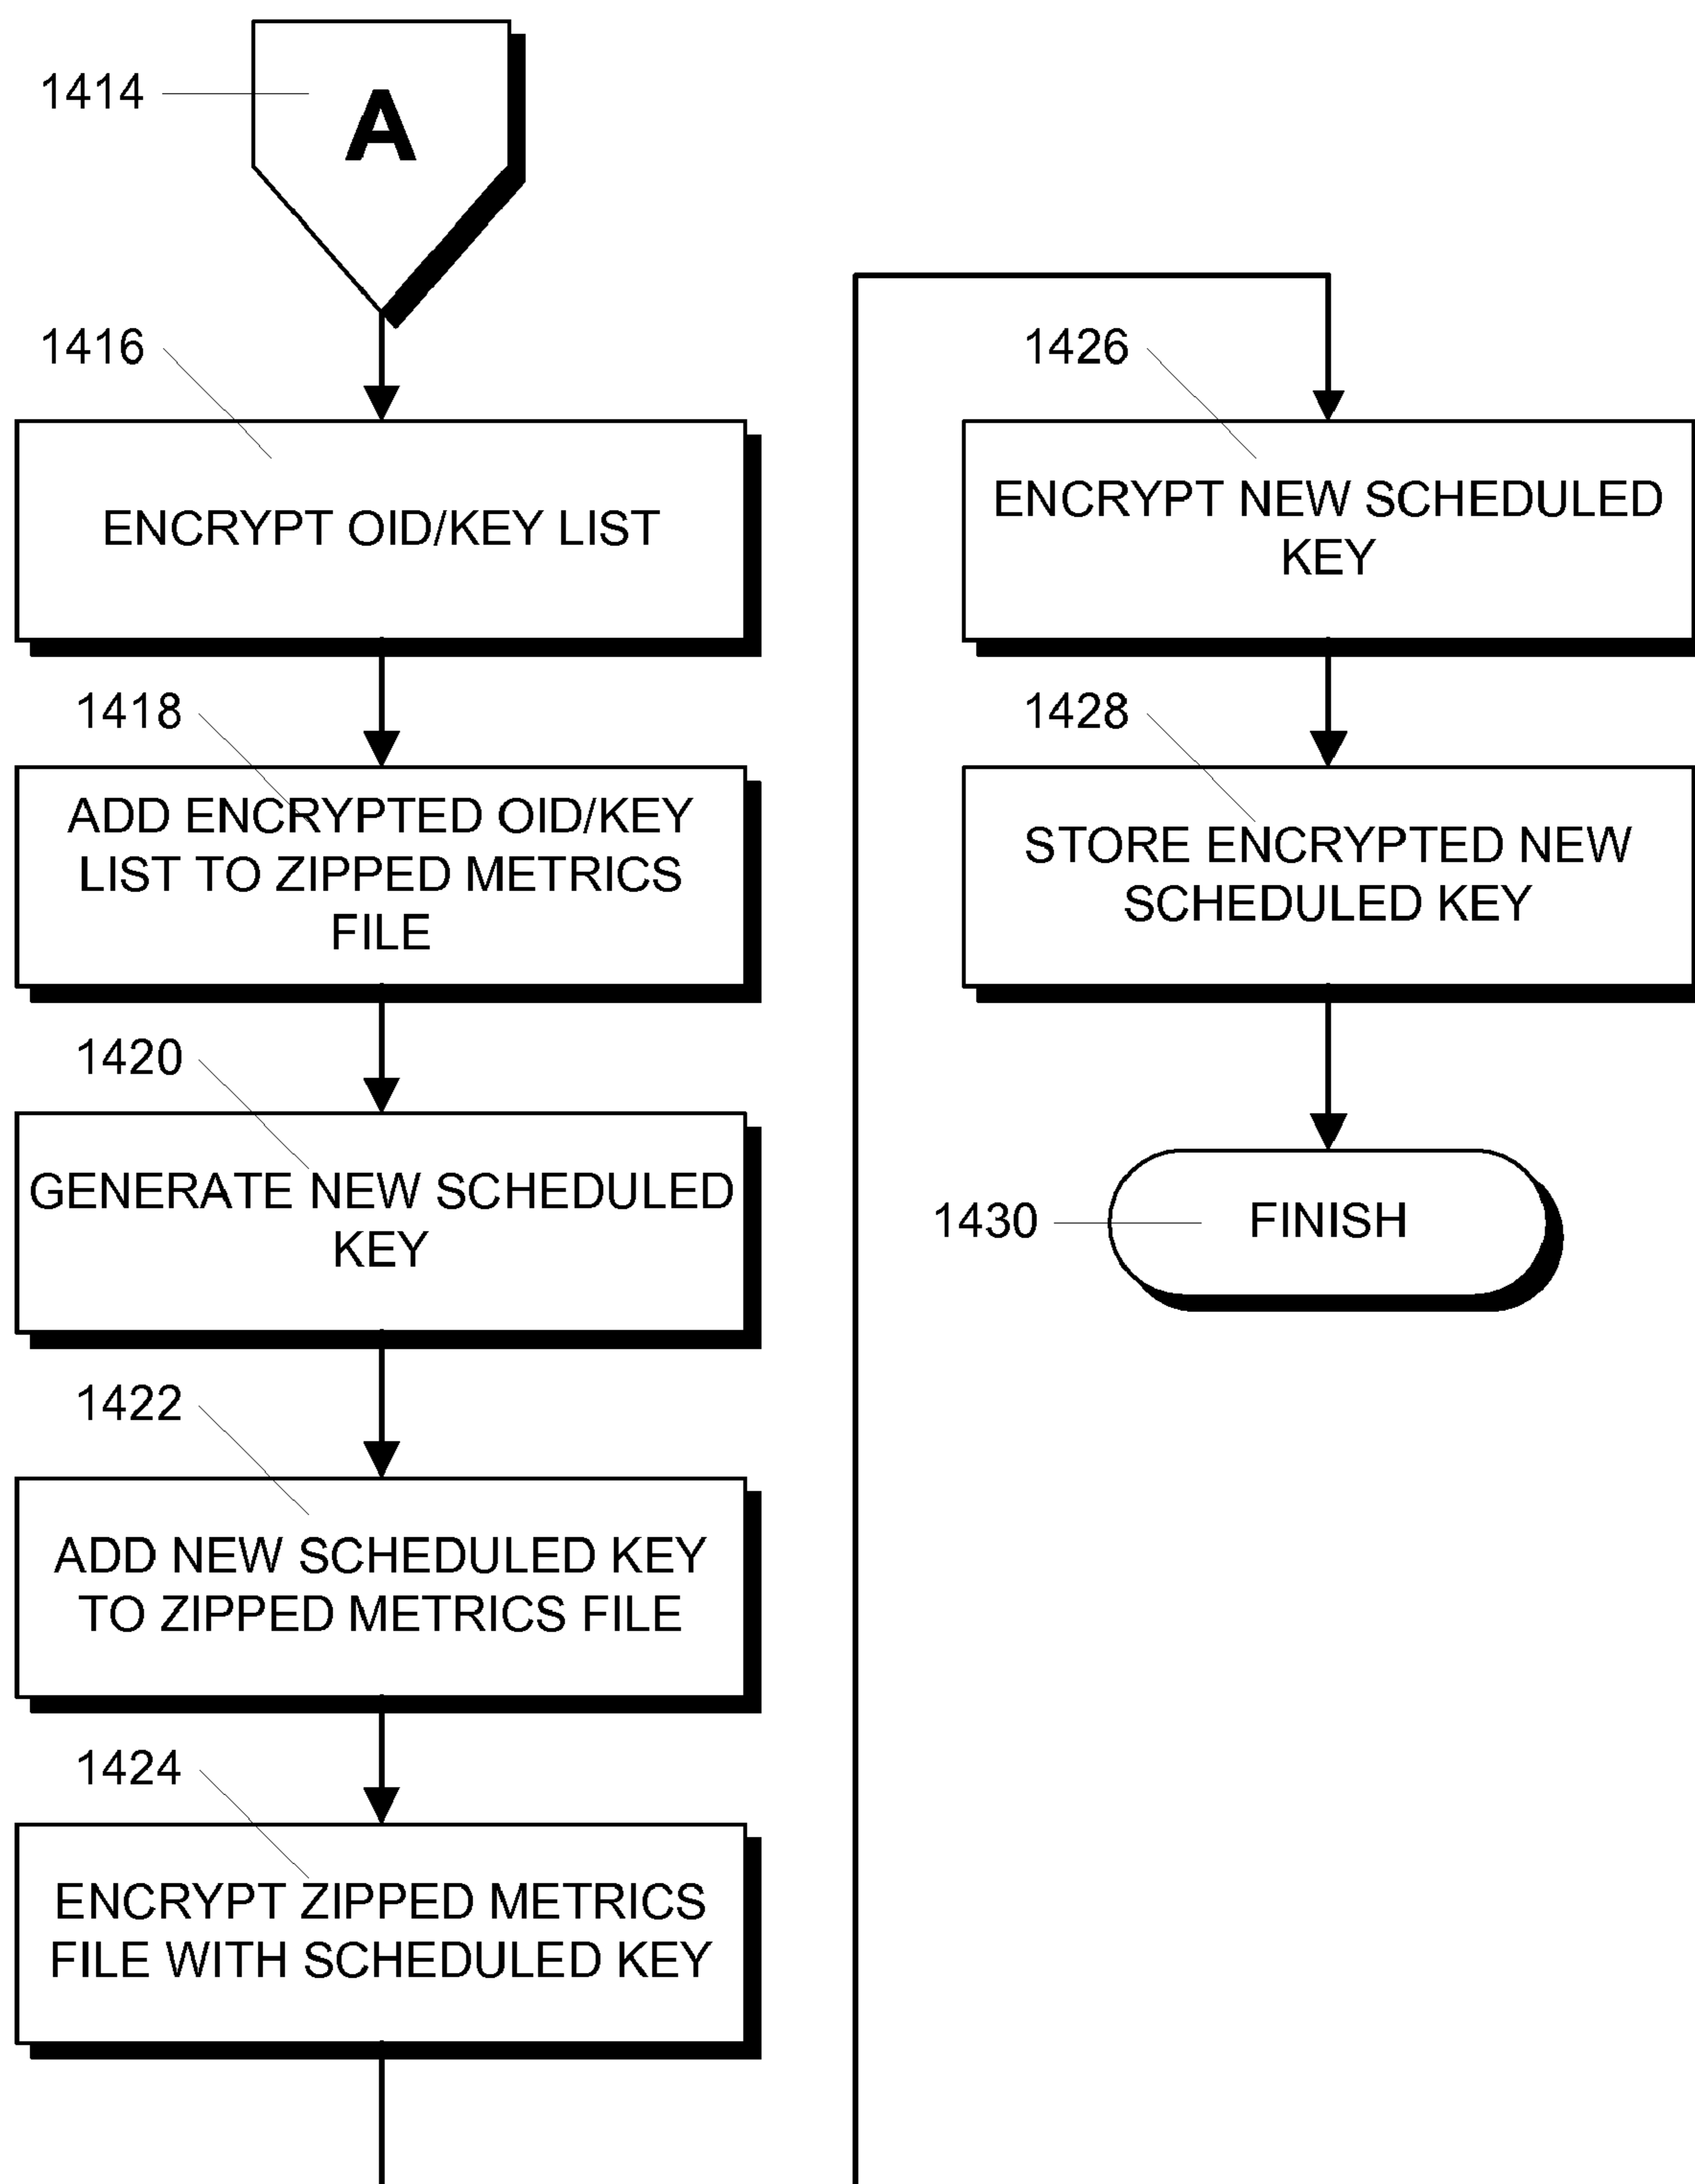 1414
A
1416
ENCRYPT OID/KEY LIST
1418
ADD ENCRYPTED OID/KEY
LIST TO ZIPPED METRICS
FILE
1420
GENERATE NEW SCHEDULED
KEY
1422
ADD NEW SCHEDULED KEY
TO ZIPPED METRICS FILE
1424
ENCRYPT ZIPPED METRICS
FILE WITH SCHEDULED KEY
1426
ENCRYPT NEW SCHEDULED
KEY
1428
STORE ENCRYPTED NEW
SCHEDULED KEY
1430
FINISH